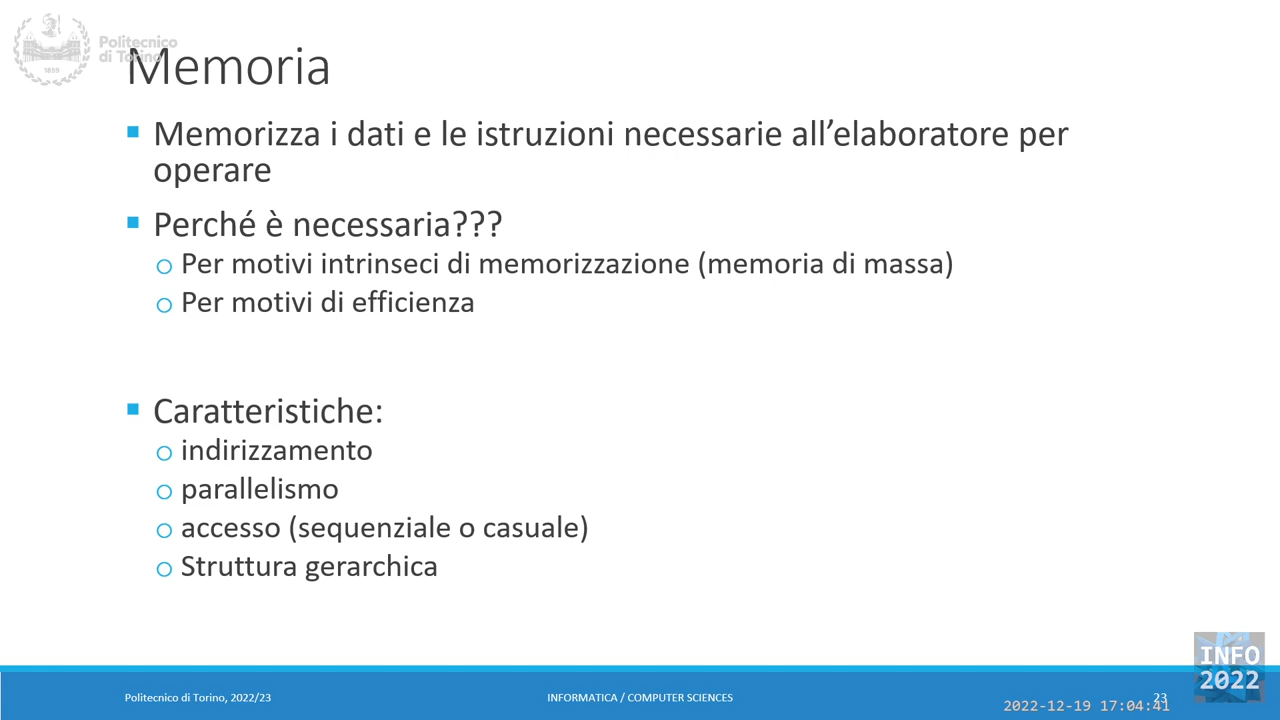 Politecnico
di Torino
1859
Memoria
Memorizza i dati e le istruzioni necessarie all’elaboratore per
operare
Perché è necessaria???
Per motivi intrinseci di memorizzazione (memoria di massa)
Per motivi di efficienza
Caratteristiche:
indirizzamento
parallelismo
accesso (sequenziale o casuale)
Struttura gerarchica
INFO
2022
Politecnico di Torino, 2022/23
INFORMATICA / COMPUTER SCIENCES
23
2022-12-19 17:04:41